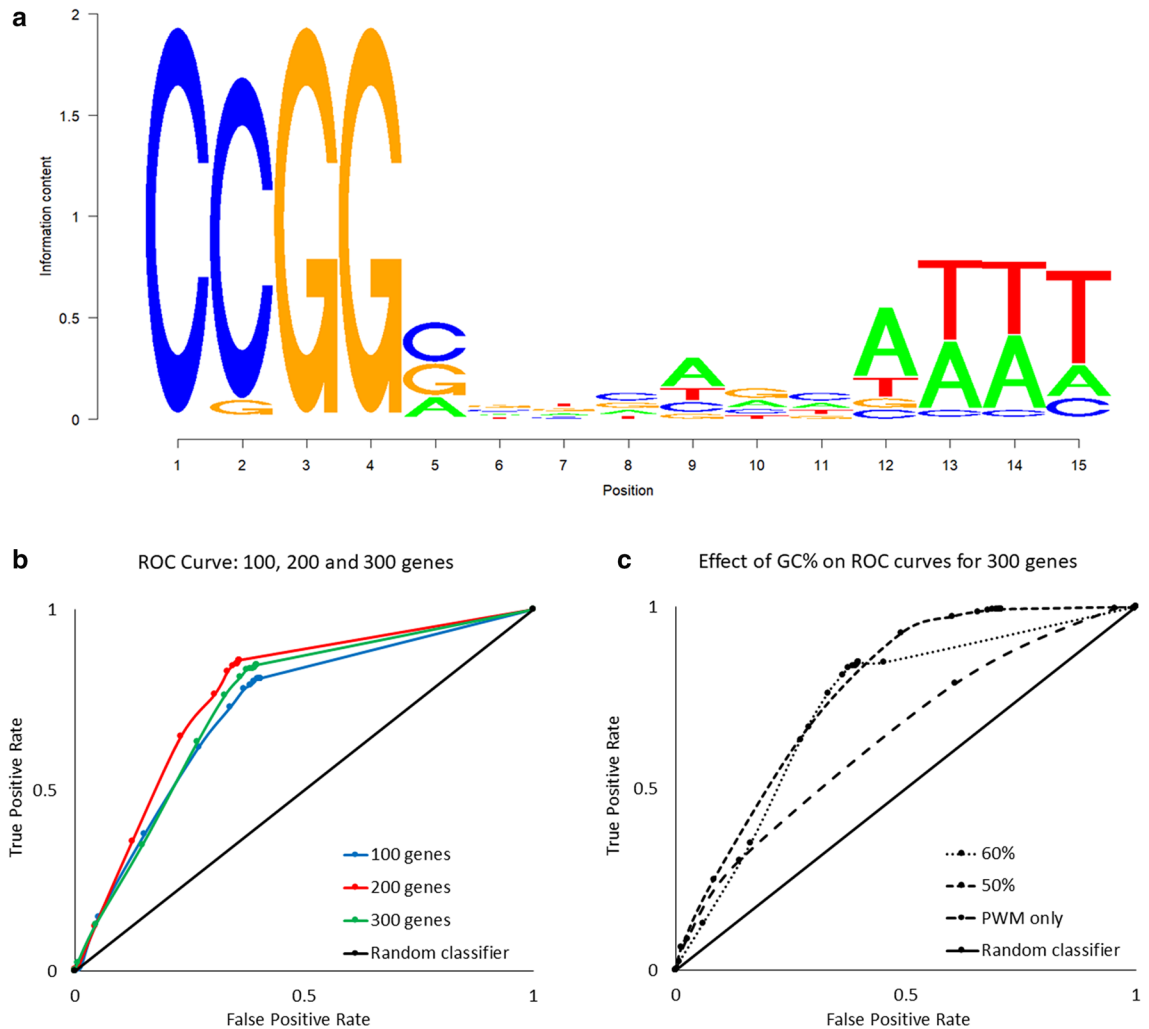 a
2
1.5
1
0.5
0
Information content
CCGG
G
C
G
A
A
T
C
A
T
G
C
T
A
C
T
A
C
T
A
C
1 2 3 4 5 6 7 8 9 10 11 12 13 14 15
Position
b
ROC Curve: 100, 200 and 300 genes
1
0.5
0
True Positive Rate
100 genes
200 genes
300 genes
Random classifier
0 0.5 1
False Positive Rate
c
Effect of GC% on ROC curves for 300 genes
1
0.5
0
True Positive Rate
60%
50%
PWM only
Random classifier
0 0.5 1
False Positive Rate